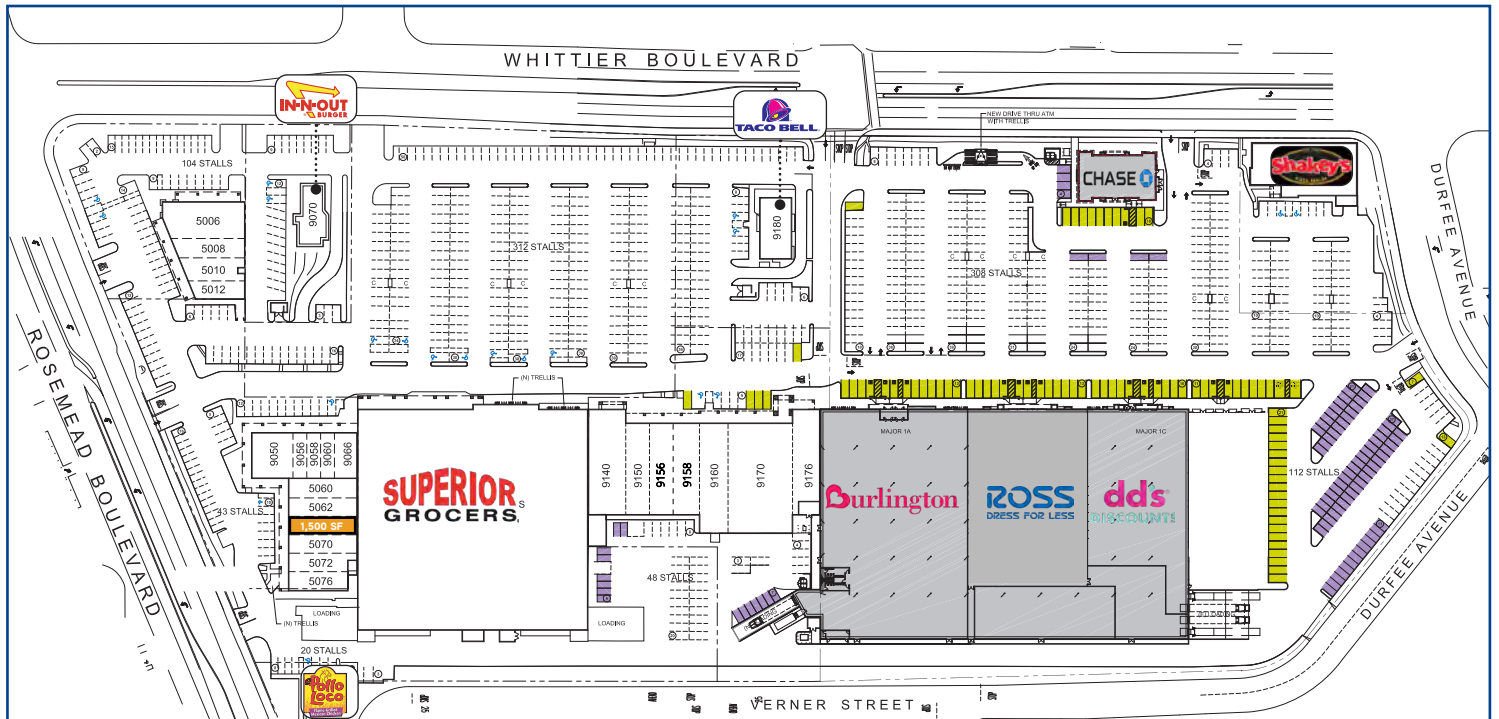 WHITTIER BOULEVARD
IN-N-OUT
BURGER
TACO BELL
NEW DRIVE THRU ATM
WITH TRELLIS
CHASE
Shakey's
DURFEE AVENUE
104 STALLS
9070
9180
5006
5008
5010
5012
312 STALLS
308 STALLS
ROSEMEAD BOULEVARD
(N) TRELLIS
MAJOR 1A
MAJOR 1C
9050
9056
9058
9060
9066
5060
5062
1,500 SF
5070
5072
5076
43 STALLS
SUPERIOR
GROCERS
S
9140
9150
9156
9158
9160
9170
9176
Burlington
ROSS
DRESS FOR LESS
dd's
DISCOUNTS
112 STALLS
48 STALLS
LOADING
LOADING
LOADING
(N) TRELLIS
20 STALLS
El Pollo Loco
DURFEE AVENUE
VERNER STREET